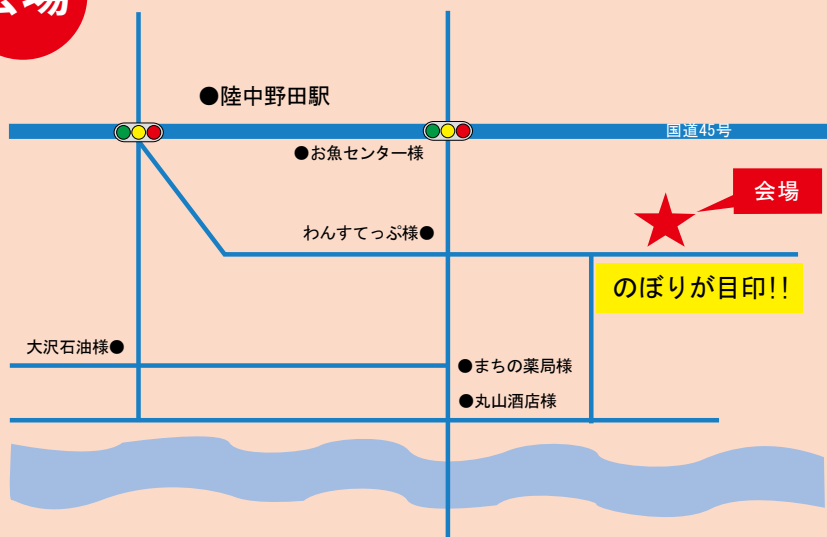 会場
●陸中野田駅
国道45号
●お魚センター様
会場
わんすてっぷ様●
のぼりが目印!!
大沢石油様●
●まちの薬局様
●丸山酒店様